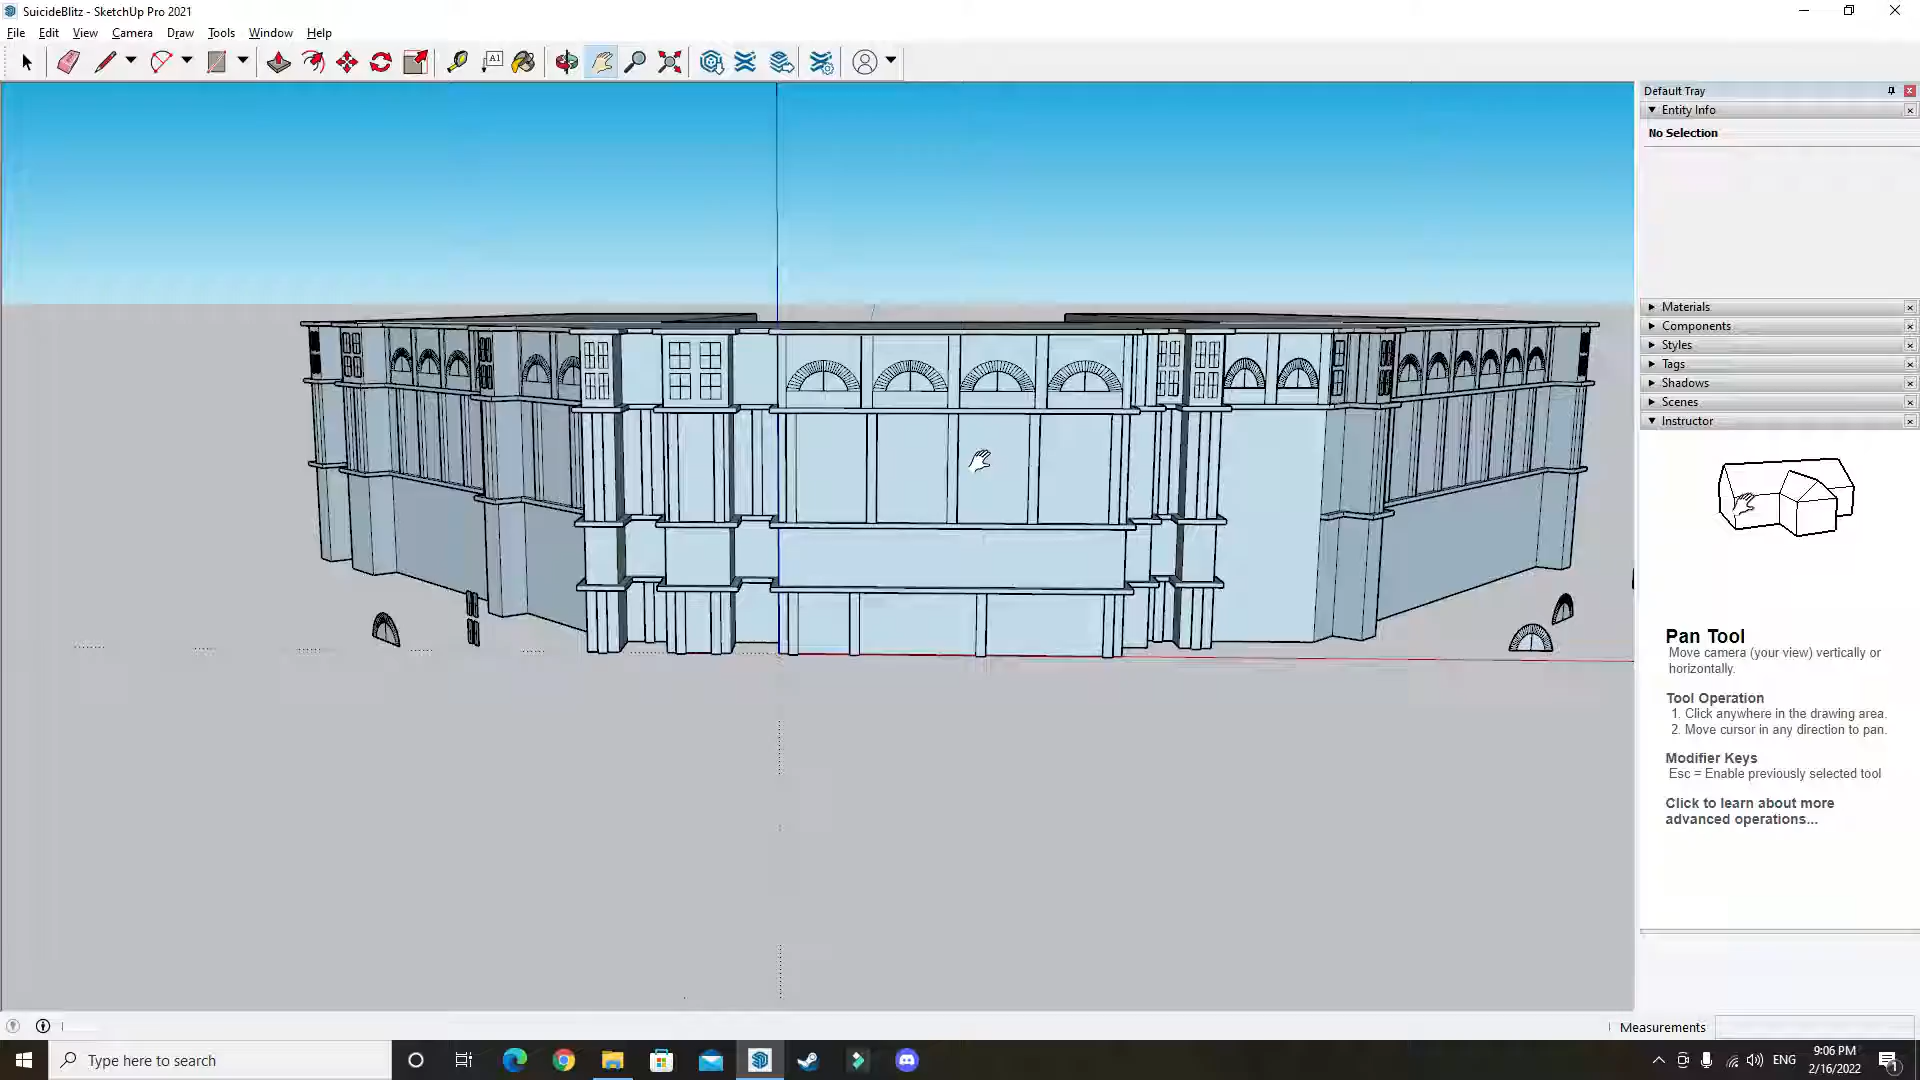 SuicideBlitz - SketchUp Pro 2021
File Edit View Camera Draw Tools Window Help
A1
Default Tray
Entity Info
No Selection
Materials
Components
Styles
Tags
Shadows
Scenes
Instructor
Pan Tool
Move camera (your view) vertically or
horizontally.
Tool Operation
1. Click anywhere in the drawing area.
2. Move cursor in any direction to pan.
Modifier Keys
Esc = Enable previously selected tool
Click to learn about more
advanced operations...
Measurements
Type here to search
ENG
9:06 PM
2/16/2022
1